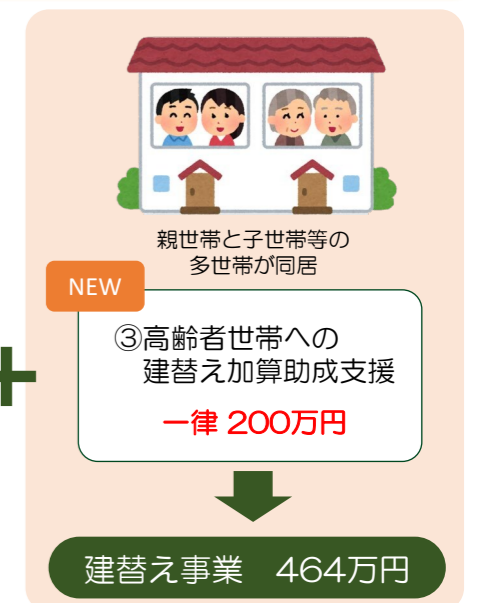 親世帯と子世帯等の
多世帯が同居
NEW
③高齢者世帯への
建替え加算助成支援
一律 200万円
+
建替え事業　464万円